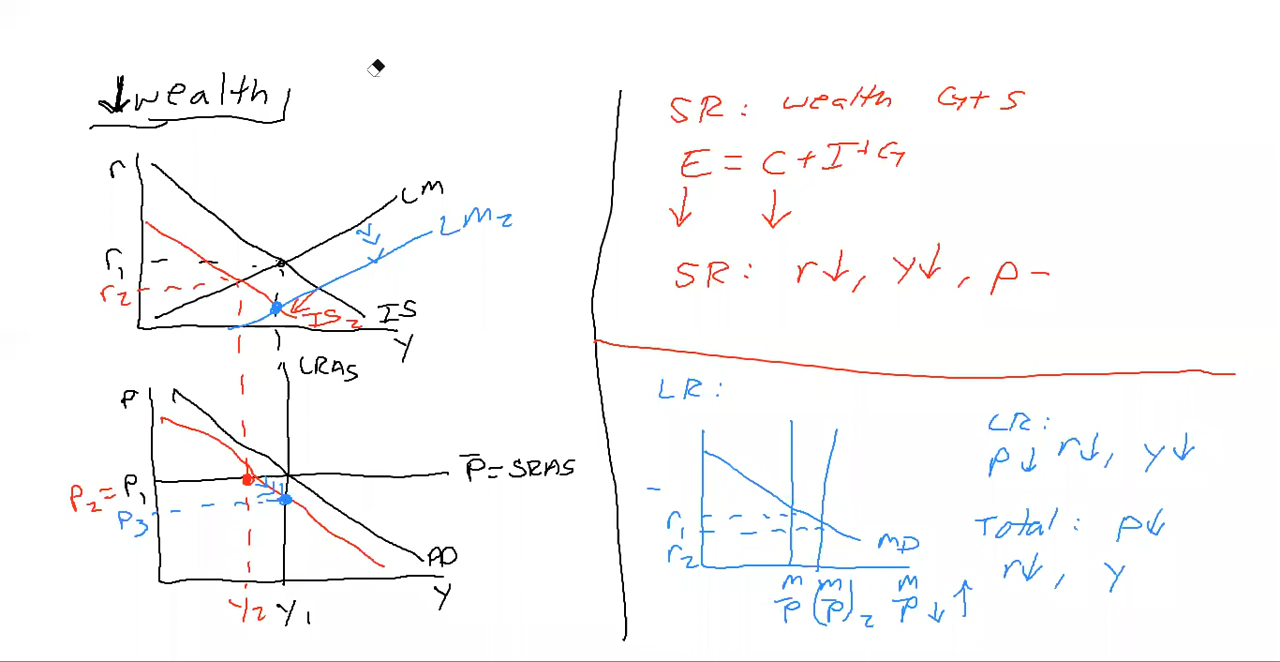 ↓wealth
r
LM
LM₂
r₁
r₂
IS₂
IS
Y
LRAS
P
P₂=P₁
P̅=SRAS
P₃
AD
Y
Y₂ Y₁
SR: wealth
E = C+I+G
↓ ↓
SR: r↓, Y↓, P-
LR:
r₁
r₂
MD
M/P (M/P)₂ M/P↓ ↑
LR:
P↓ r↓, Y↓
Total: P↓
r↓, Y